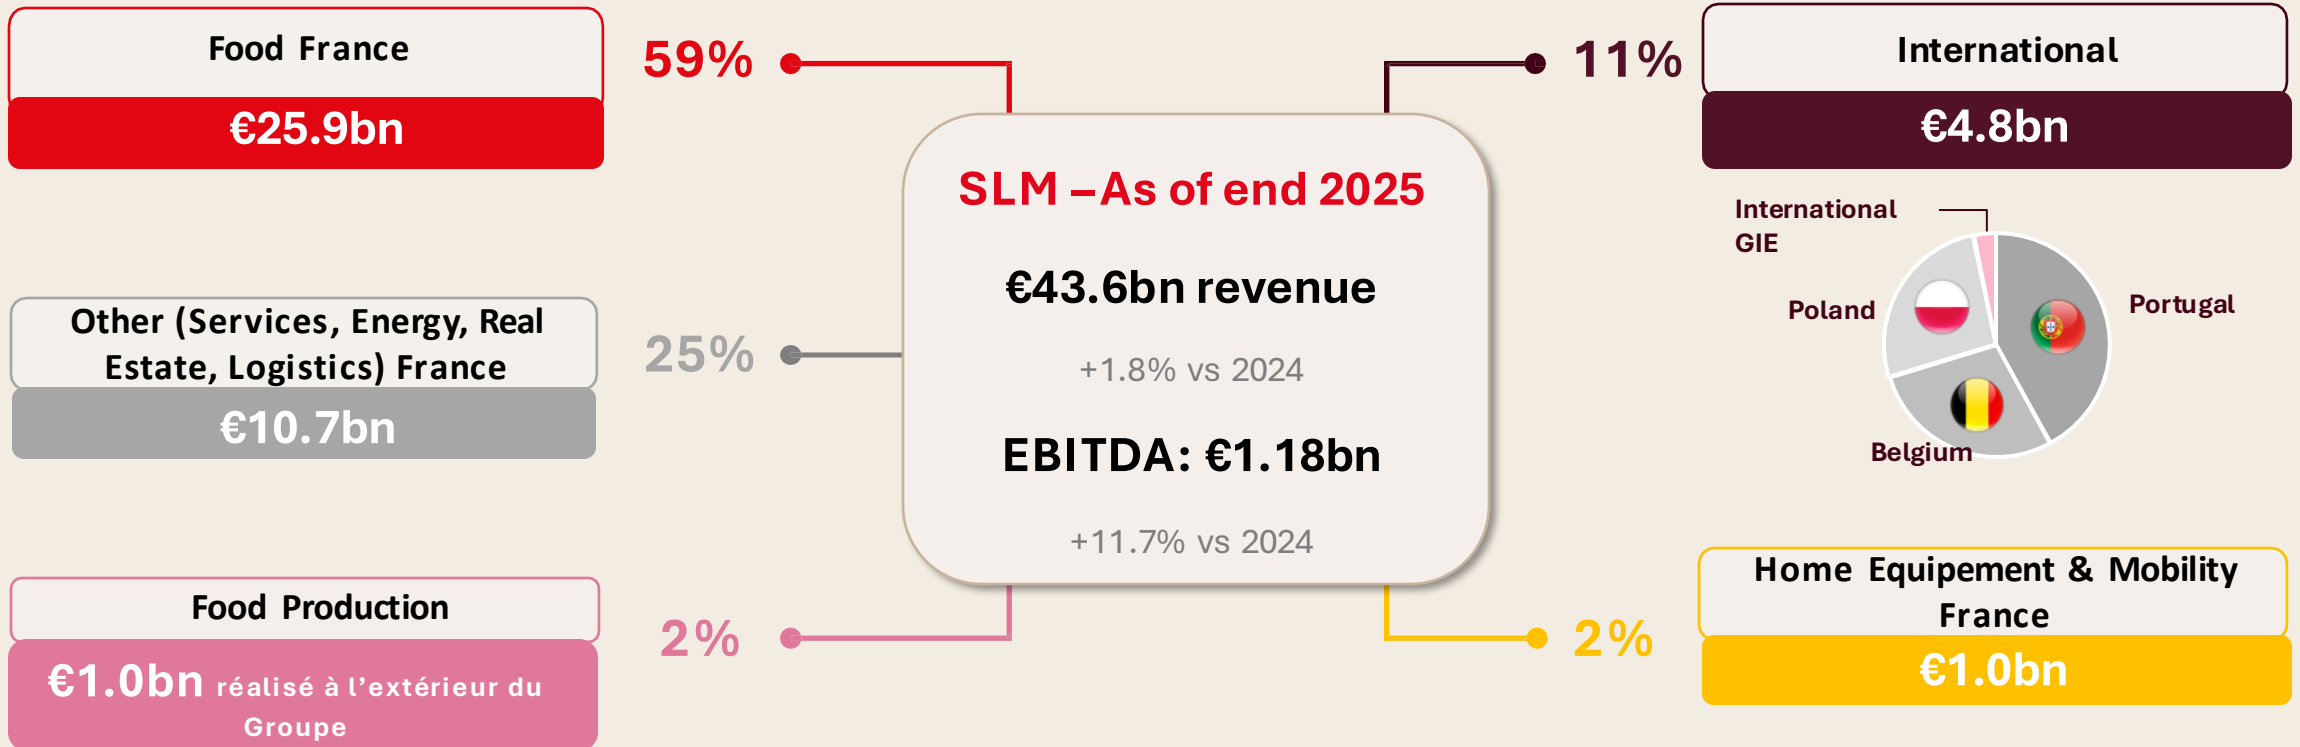 Food France
€25.9bn
59%
Other (Services, Energy, Real
Estate, Logistics) France
€10.7bn
25%
Food Production
€1.0bn réalisé à l’extérieur du
Groupe
2%
SLM –As of end 2025
€43.6bn revenue
+1.8% vs 2024
EBITDA: €1.18bn
+11.7% vs 2024
11%
International
€4.8bn
International
GIE
Poland
Portugal
Belgium
2%
Home Equipement & Mobility
France
€1.0bn